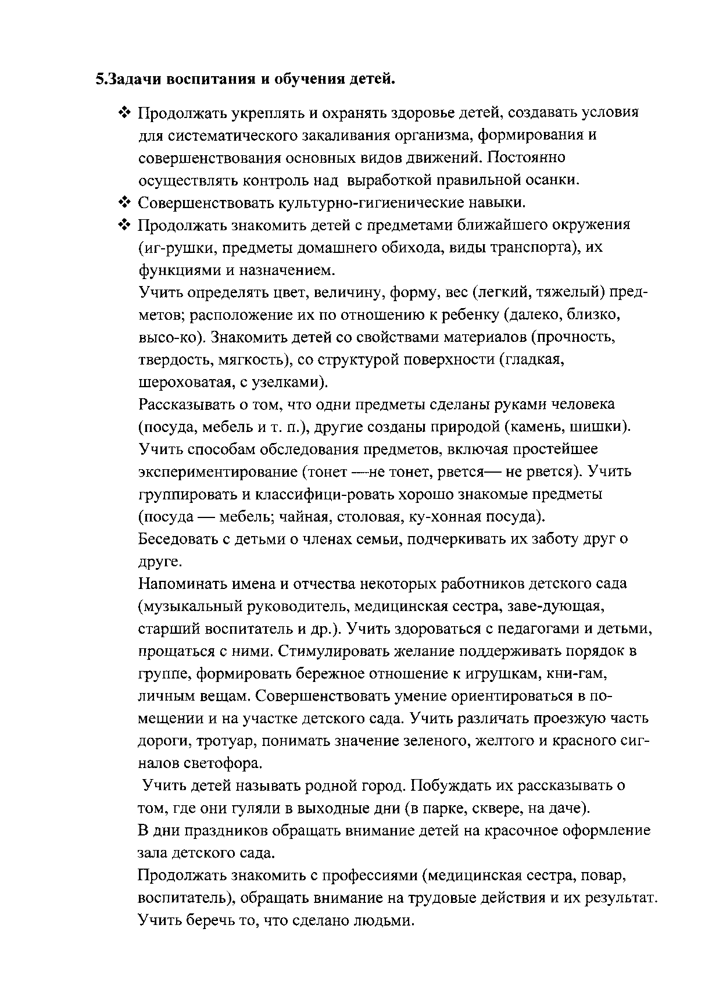 5.Задачи воспитания и обучения детей.
❖ Продолжать укреплять и охранять здоровье детей, создавать условия
для систематического закаливания организма, формирования и
совершенствования основных видов движений. Постоянно
осуществлять контроль над  выработкой правильной осанки.
❖ Совершенствовать культурно-гигиенические навыки.
❖ Продолжать знакомить детей с предметами ближайшего окружения
(иг-рушки, предметы домашнего обихода, виды транспорта), их
функциями и назначением.
Учить определять цвет, величину, форму, вес (легкий, тяжелый) пред-
метов; расположение их по отношению к ребенку (далеко, близко,
высо-ко). Знакомить детей со свойствами материалов (прочность,
твердость, мягкость), со структурой поверхности (гладкая,
шероховатая, с узелками).
Рассказывать о том, что одни предметы сделаны руками человека
(посуда, мебель и т. п.), другие созданы природой (камень, шишки).
Учить способам обследования предметов, включая простейшее
экспериментирование (тонет —не тонет, рвется— не рвется). Учить
группировать и классифици-ровать хорошо знакомые предметы
(посуда — мебель; чайная, столовая, ку-хонная посуда).
Беседовать с детьми о членах семьи, подчеркивать их заботу друг о
друге.
Напоминать имена и отчества некоторых работников детского сада
(музыкальный руководитель, медицинская сестра, заве-дующая,
старший воспитатель и др.). Учить здороваться с педагогами и детьми,
прощаться с ними. Стимулировать желание поддерживать порядок в
группе, формировать бережное отношение к игрушкам, кни-гам,
личным вещам. Совершенствовать умение ориентироваться в по-
мещении и на участке детского сада. Учить различать проезжую часть
дороги, тротуар, понимать значение зеленого, желтого и красного сиг-
налов светофора.
Учить детей называть родной город. Побуждать их рассказывать о
том, где они гуляли в выходные дни (в парке, сквере, на даче).
В дни праздников обращать внимание детей на красочное оформление
зала детского сада.
Продолжать знакомить с профессиями (медицинская сестра, повар,
воспитатель), обращать внимание на трудовые действия и их результат.
Учить беречь то, что сделано людьми.